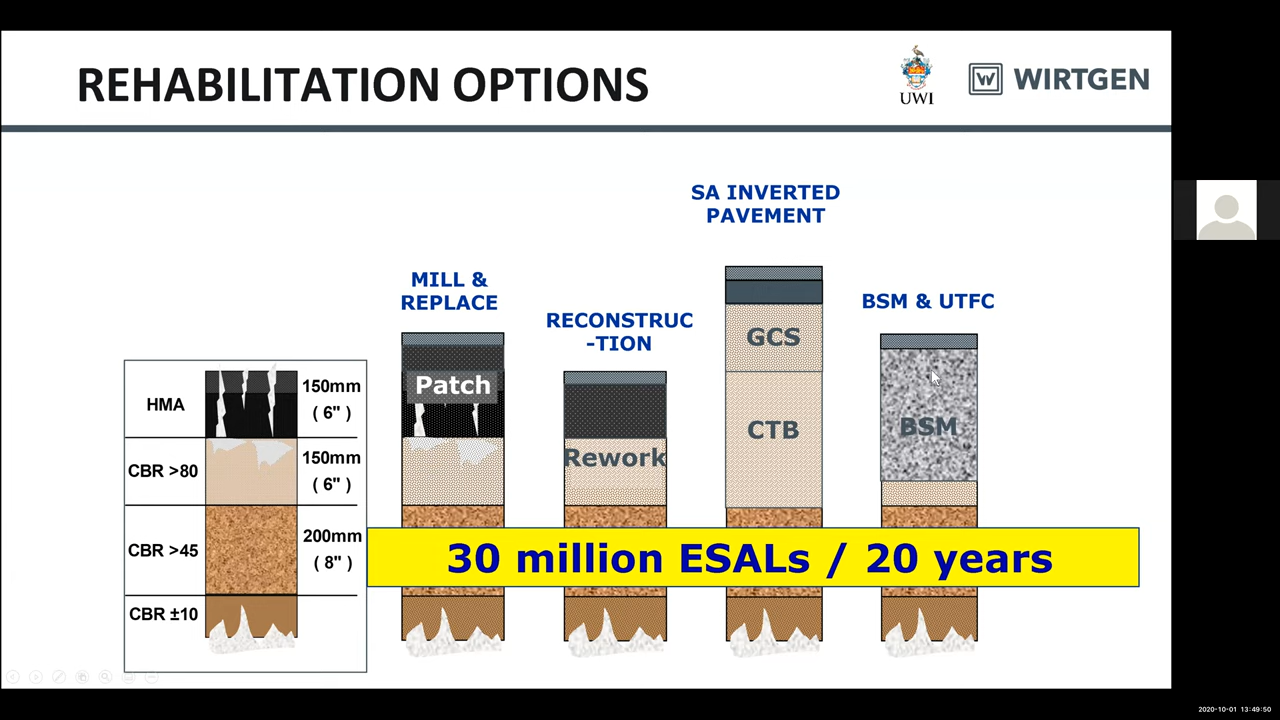 REHABILITATION OPTIONS
UWI
W
WIRTGEN
SA INVERTED
PAVEMENT
MILL &
REPLACE
RECONSTRUC
-TION
BSM & UTFC
HMA
150mm
( 6" )
CBR >80
150mm
( 6" )
CBR >45
200mm
( 8" )
CBR ±10
Patch
Rework
GCS
CTB
BSM
30 million ESALs / 20 years
2020-10-01 13:49:50